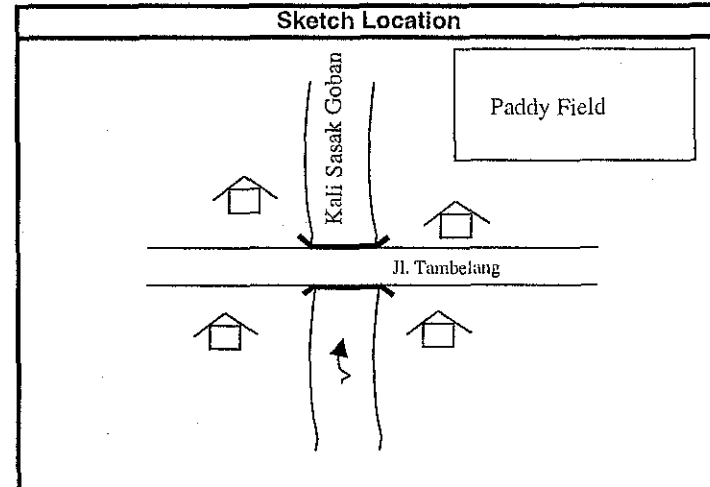 Sketch Location
Kali Sasak Goban
Paddy Field
Jl. Tambelang